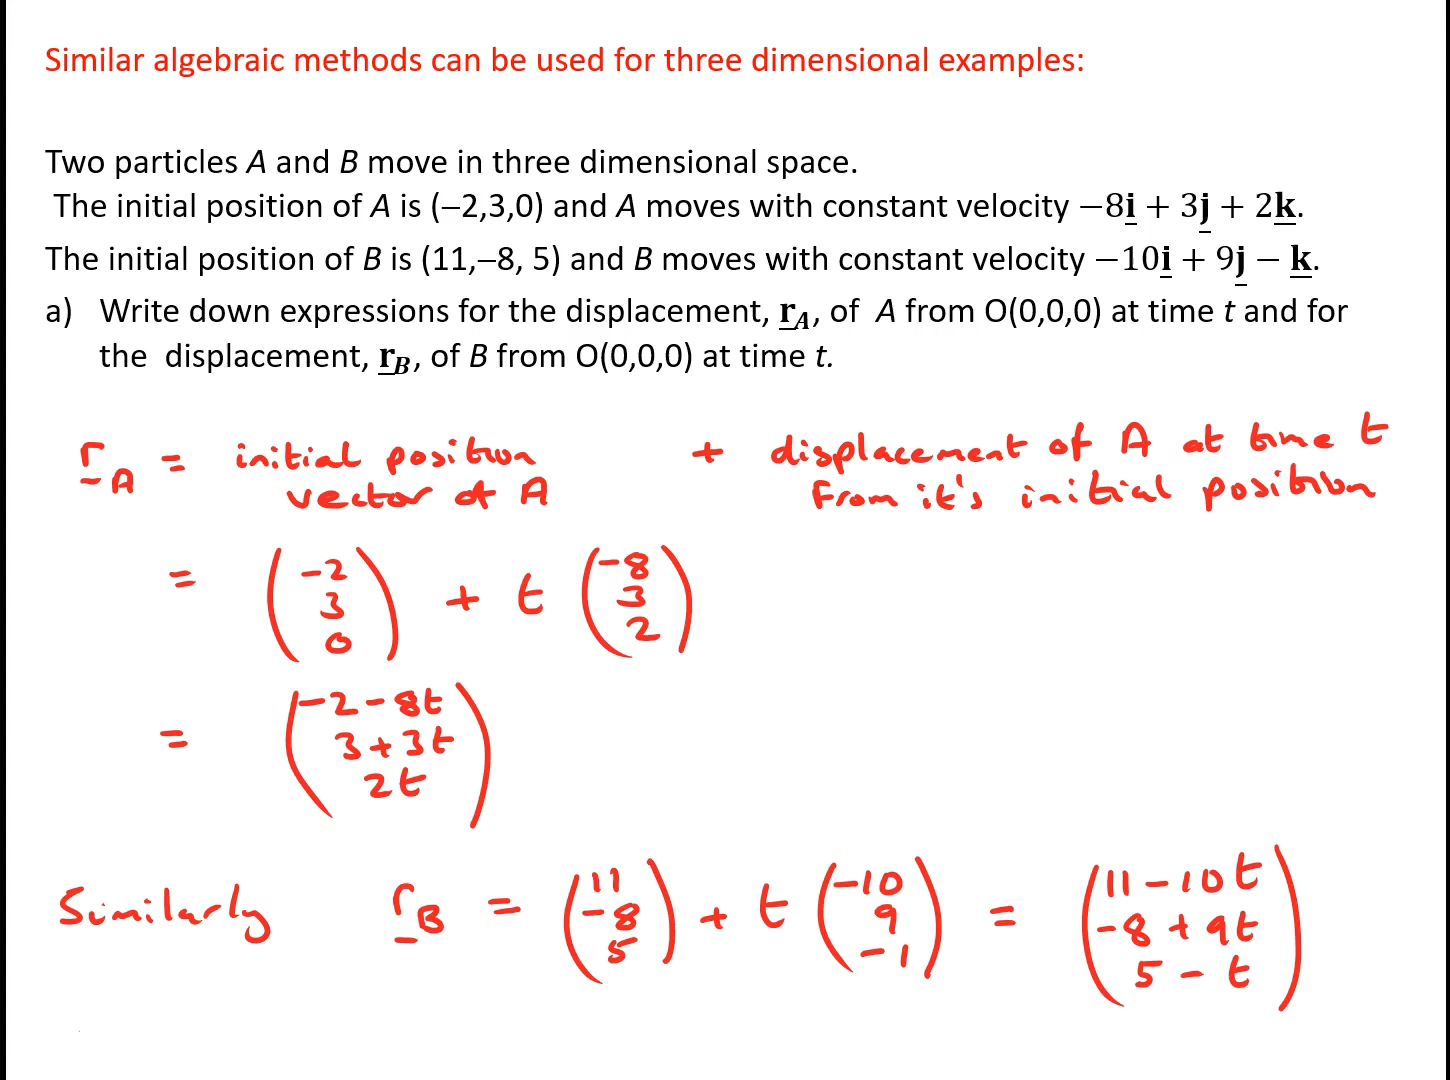 Similar algebraic methods can be used for three dimensional examples:
Two particles A and B move in three dimensional space.
The initial position of A is (–2,3,0) and A moves with constant velocity −8i + 3j + 2k.
The initial position of B is (11,–8, 5) and B moves with constant velocity −10i + 9j − k.
a) Write down expressions for the displacement, r_A, of A from O(0,0,0) at time t and for
the displacement, r_B, of B from O(0,0,0) at time t.
r_A = initial position + displacement of A at time t
vector of A from it's initial position
= (-2 3 0) + t (-8 3 2)
= (-2-8t 3+3t 2t)
Similarly r_B = (11 -8 5) + t (-10 9 -1) = (11-10t -8+9t 5-t)